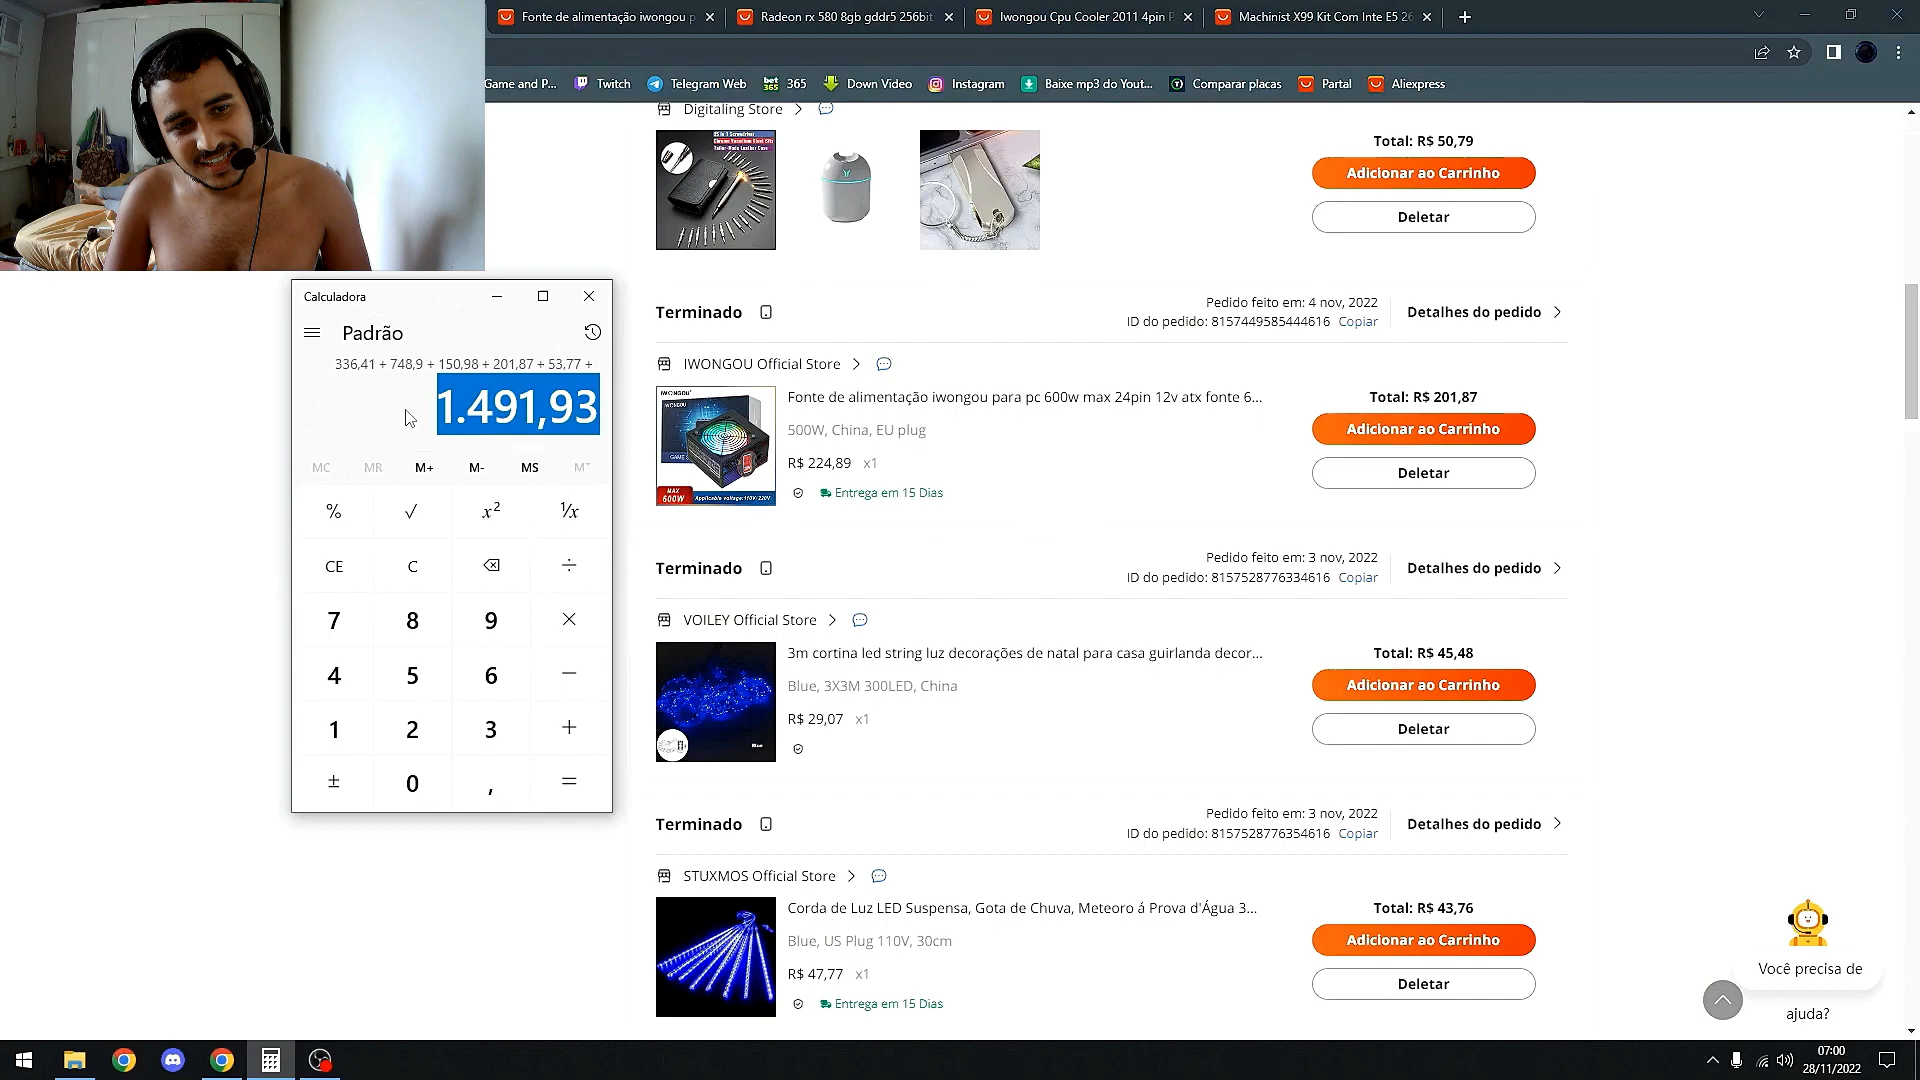 Fonte de alimentação iwongou p
Radeon rx 580 8gb gddr5 256bit
Iwongou Cpu Cooler 2011 4pin P
Machinist X99 Kit Com Inte E5 26
Game and P...
Twitch
Telegram Web
bet365
365
Down Video
Instagram
Baixe mp3 do Yout...
Comparar placas
Partal
Aliexpress
Digitaling Store
Total: R$ 50,79
Adicionar ao Carrinho
Deletar
Calculadora
Padrão
336,41 + 748,9 + 150,98 + 201,87 + 53,77 +
1.491,93
MC MR M+ M- MS M˅
% √ x² ¹/x
CE C ÷
7 8 9 ×
4 5 6 −
1 2 3 +
± 0 , =
Terminado
Pedido feito em: 4 nov, 2022
ID do pedido: 8157449585444616 Copiar
Detalhes do pedido
IWONGOU Official Store
IWONGOU
MAX
600W
Applicable voltage:110V/220V
Fonte de alimentação iwongou para pc 600w max 24pin 12v atx fonte 6...
500W, China, EU plug
R$ 224,89 x1
Entrega em 15 Dias
Total: R$ 201,87
Adicionar ao Carrinho
Deletar
Terminado
Pedido feito em: 3 nov, 2022
ID do pedido: 8157528776334616 Copiar
Detalhes do pedido
VOILEY Official Store
Blue
3m cortina led string luz decorações de natal para casa guirlanda decor...
Blue, 3X3M 300LED, China
R$ 29,07 x1
Total: R$ 45,48
Adicionar ao Carrinho
Deletar
Terminado
Pedido feito em: 3 nov, 2022
ID do pedido: 8157528776354616 Copiar
Detalhes do pedido
STUXMOS Official Store
Corda de Luz LED Suspensa, Gota de Chuva, Meteoro á Prova d'Água 3...
Blue, US Plug 110V, 30cm
R$ 47,77 x1
Entrega em 15 Dias
Total: R$ 43,76
Adicionar ao Carrinho
Deletar
Você precisa de
ajuda?
07:00
28/11/2022